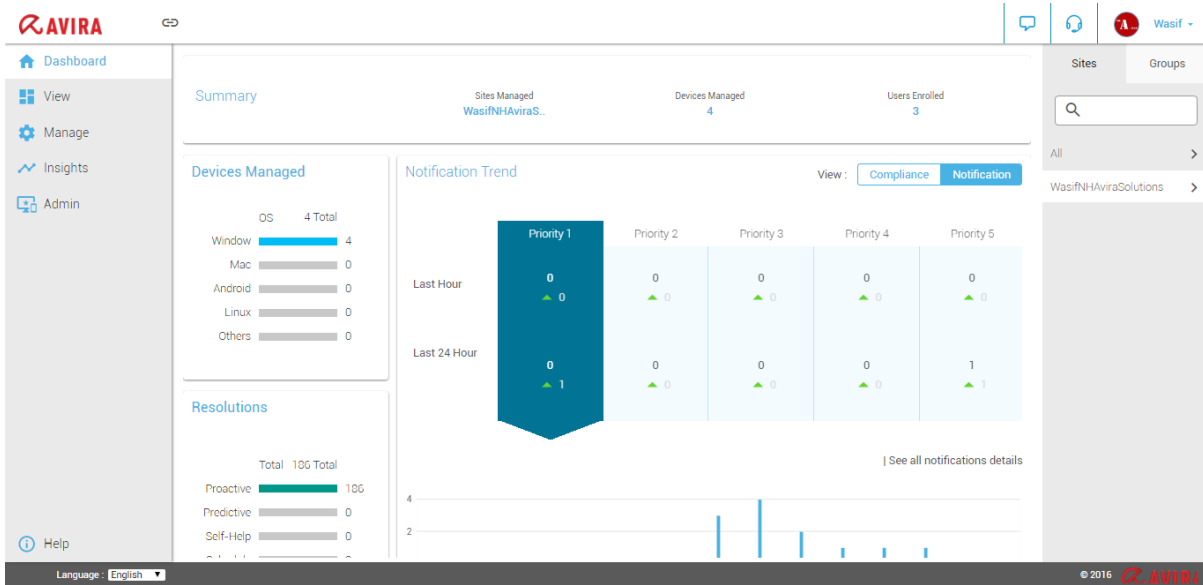 AVIRA
Wasif
Dashboard
View
Manage
Insights
Admin
Help
Summary
Sites Managed
WasifNHAviraS..
Devices Managed
4
Users Enrolled
3
Devices Managed
OS 4 Total
Window 4
Mac 0
Android 0
Linux 0
Others 0
Resolutions
Total 186 Total
Proactive 186
Predictive 0
Self-Help 0
Notification Trend
View : Compliance Notification
Priority 1 Priority 2 Priority 3 Priority 4 Priority 5
Last Hour 0 0 0 0 0
0 0 0 0 0
Last 24 Hour 0 0 0 0 1
1 0 0 0 1
| See all notifications details
4
2
Sites Groups
All
WasifNHAviraSolutions
Language : English
© 2016 AVIRA